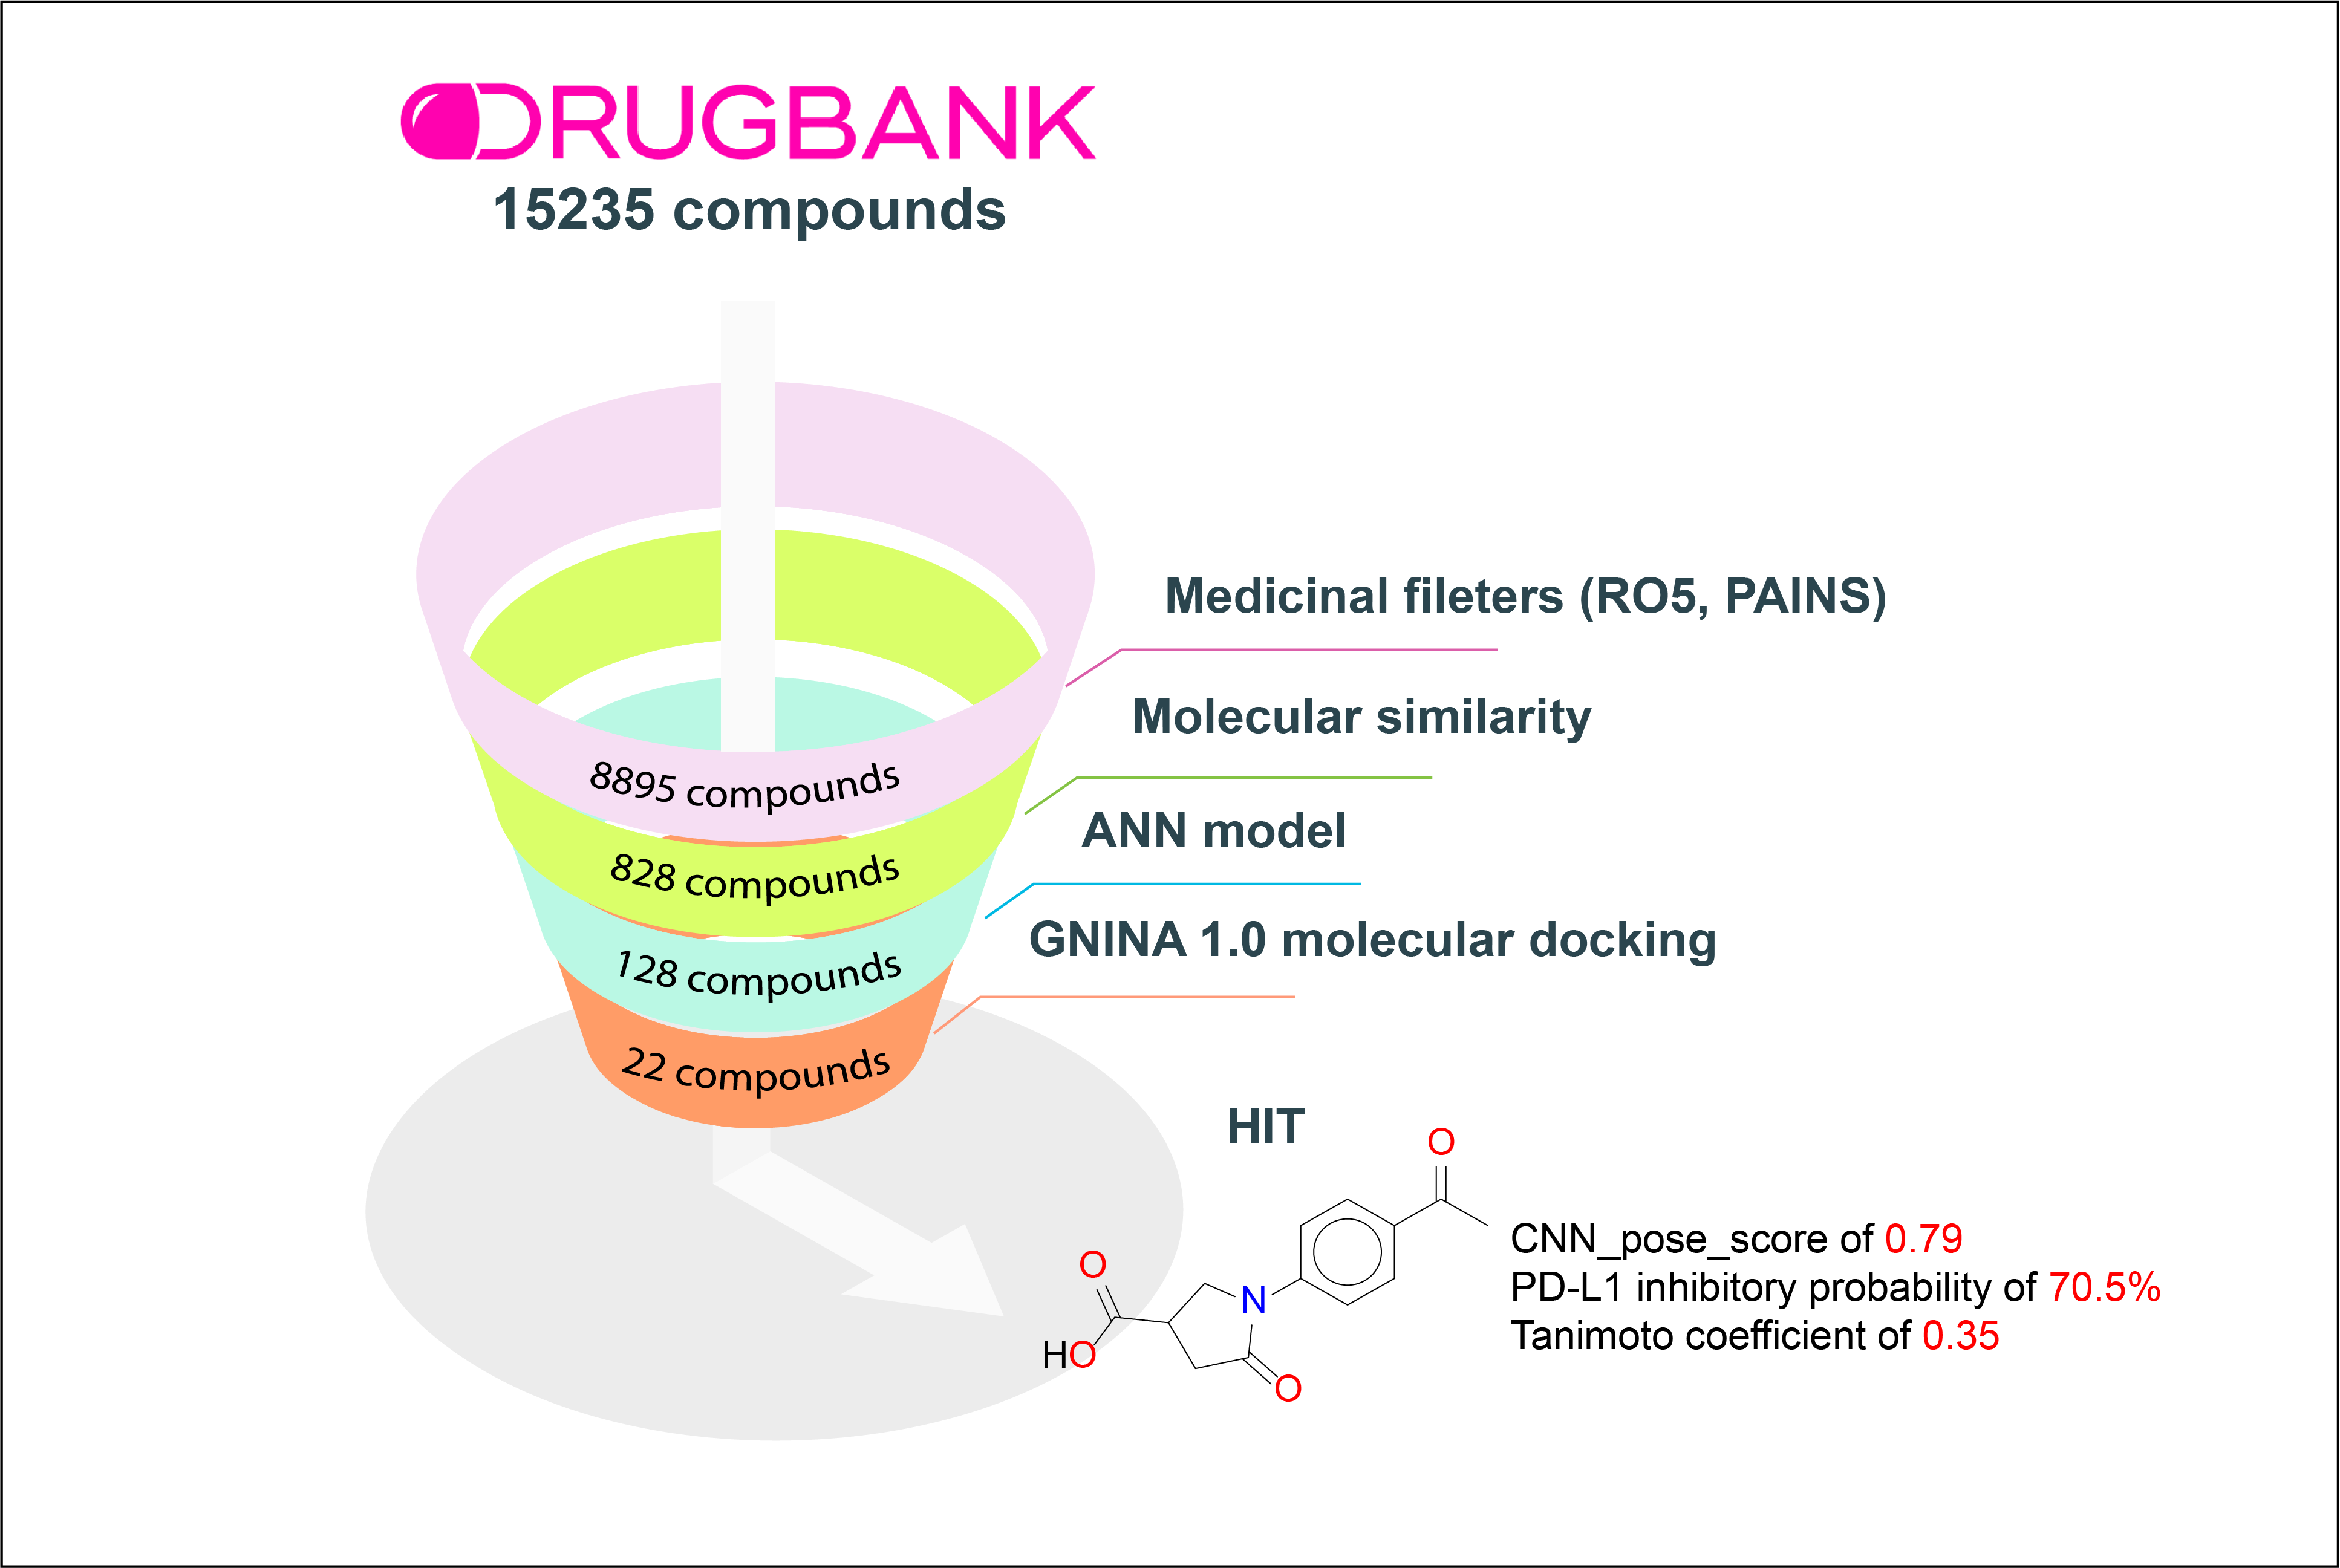 DRUGBANK
15235 compounds
Medicinal fileters (RO5, PAINS)
Molecular similarity
8895 compounds
ANN model
828 compounds
GNINA 1.0 molecular docking
128 compounds
22 compounds
HIT
O
CNN_pose_score of 0.79
O
N
PD-L1 inhibitory probability of 70.5%
Tanimoto coefficient of 0.35
HO
O